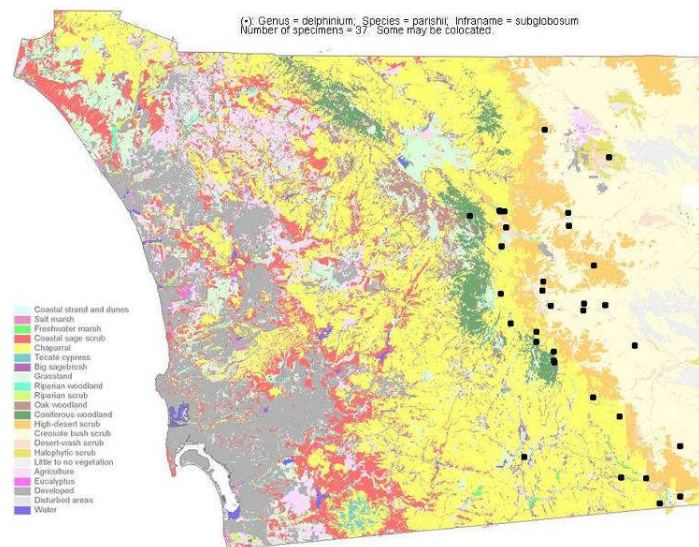 (▪): Genus = delphinium; Species = parishii; Infraname = subglobosum
Number of specimens = 37 Some may be colocated.
Coastal strand and dunes
Salt marsh
Freshwater marsh
Coastal sage scrub
Chaparral
Tecate cypress
Big sagebrush
Grassland
Riparian woodland
Riparian scrub
Oak woodland
Coniferous woodland
High-desert scrub
Creosote bush scrub
Desert-wash scrub
Halophytic scrub
Little to no vegetation
Agriculture
Eucalyptus
Developed
Disturbed areas
Water